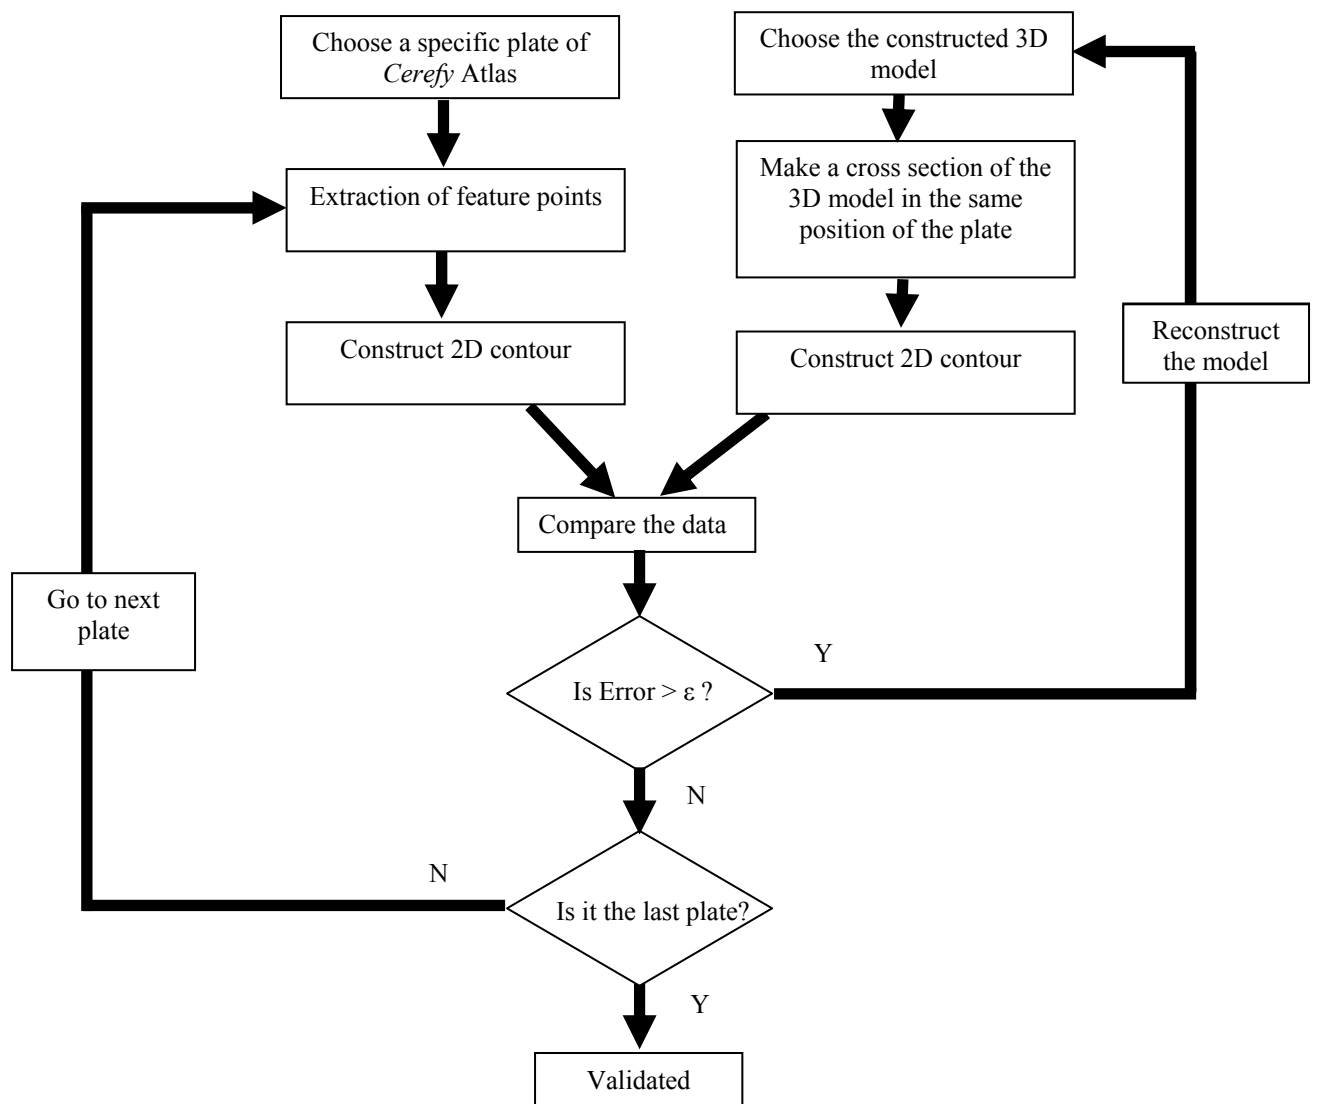 Choose a specific plate of
Cerefy Atlas
Choose the constructed 3D
model
Extraction of feature points
Make a cross section of the
3D model in the same
position of the plate
Construct 2D contour
Construct 2D contour
Reconstruct
the model
Compare the data
Go to next
plate
Is Error > ε ?
Y
N
Is it the last plate?
N
Y
Validated